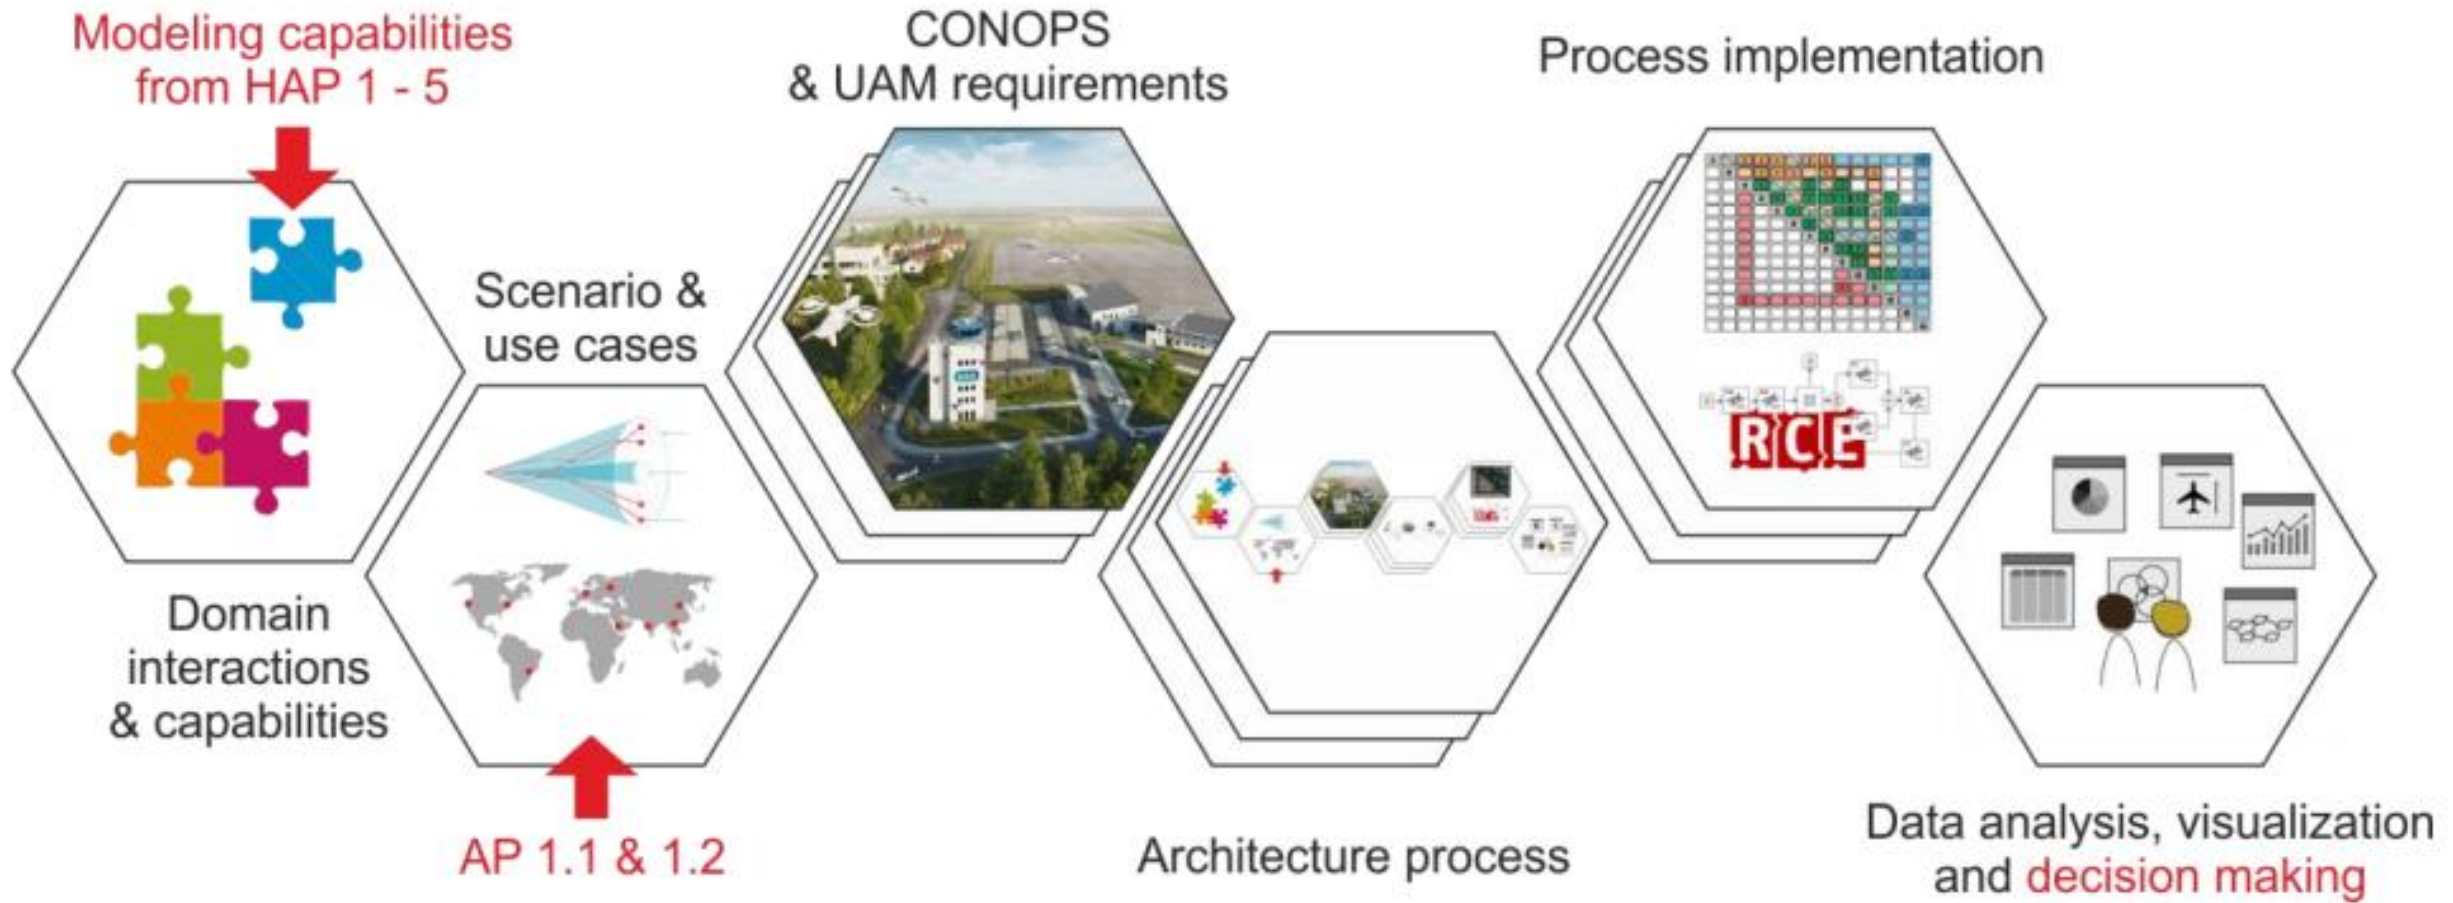 Modeling capabilities
from HAP 1 - 5
CONOPS
& UAM requirements
Process implementation
Scenario &
use cases
RCE
Domain
interactions
& capabilities
AP 1.1 & 1.2
Architecture process
Data analysis, visualization
and decision making